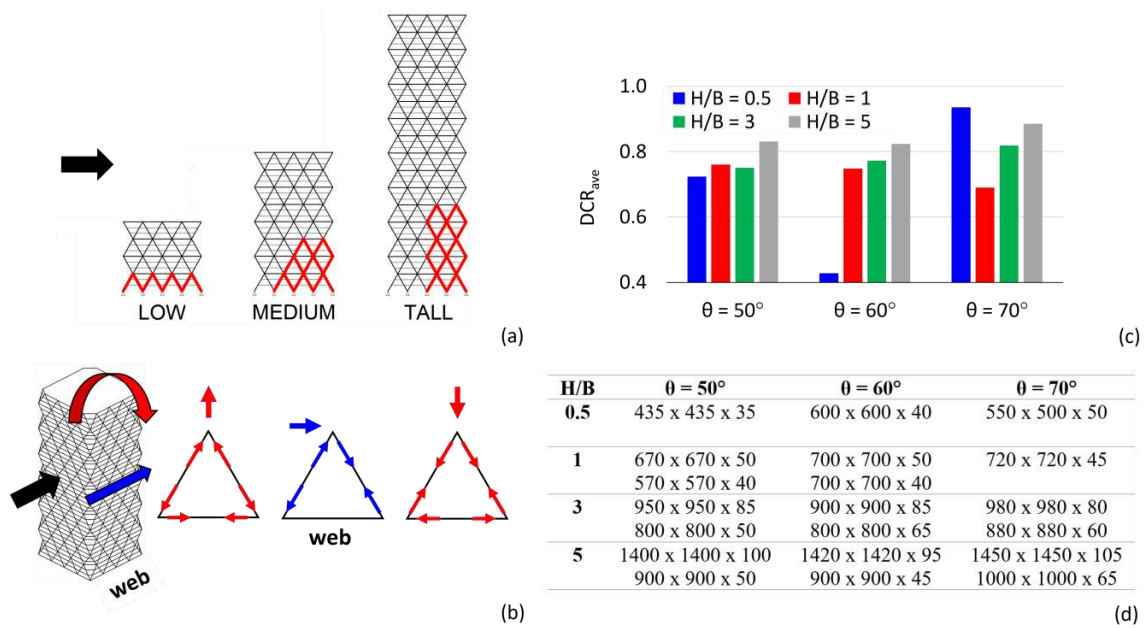 LOW MEDIUM TALL
(a)
1.0
0.8
0.6
0.4
DCRave
H/B = 0.5 H/B = 1
H/B = 3 H/B = 5
θ = 50° θ = 60° θ = 70°
(c)
web
web
(b)
H/B θ = 50° θ = 60° θ = 70°
0.5 435 x 435 x 35 600 x 600 x 40 550 x 500 x 50
1 670 x 670 x 50 700 x 700 x 50 720 x 720 x 45
570 x 570 x 40 700 x 700 x 40
3 950 x 950 x 85 900 x 900 x 85 980 x 980 x 80
800 x 800 x 50 800 x 800 x 65 880 x 880 x 60
5 1400 x 1400 x 100 1420 x 1420 x 95 1450 x 1450 x 105
900 x 900 x 50 900 x 900 x 45 1000 x 1000 x 65
(d)